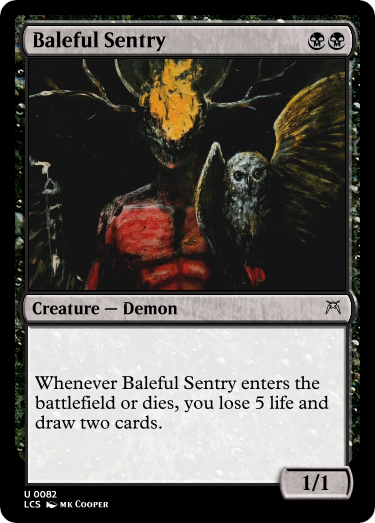 Baleful Sentry
Creature — Demon
Whenever Baleful Sentry enters the
battlefield or dies, you lose 5 life and
draw two cards.
1/1
U 0082
LCS MK COOPER